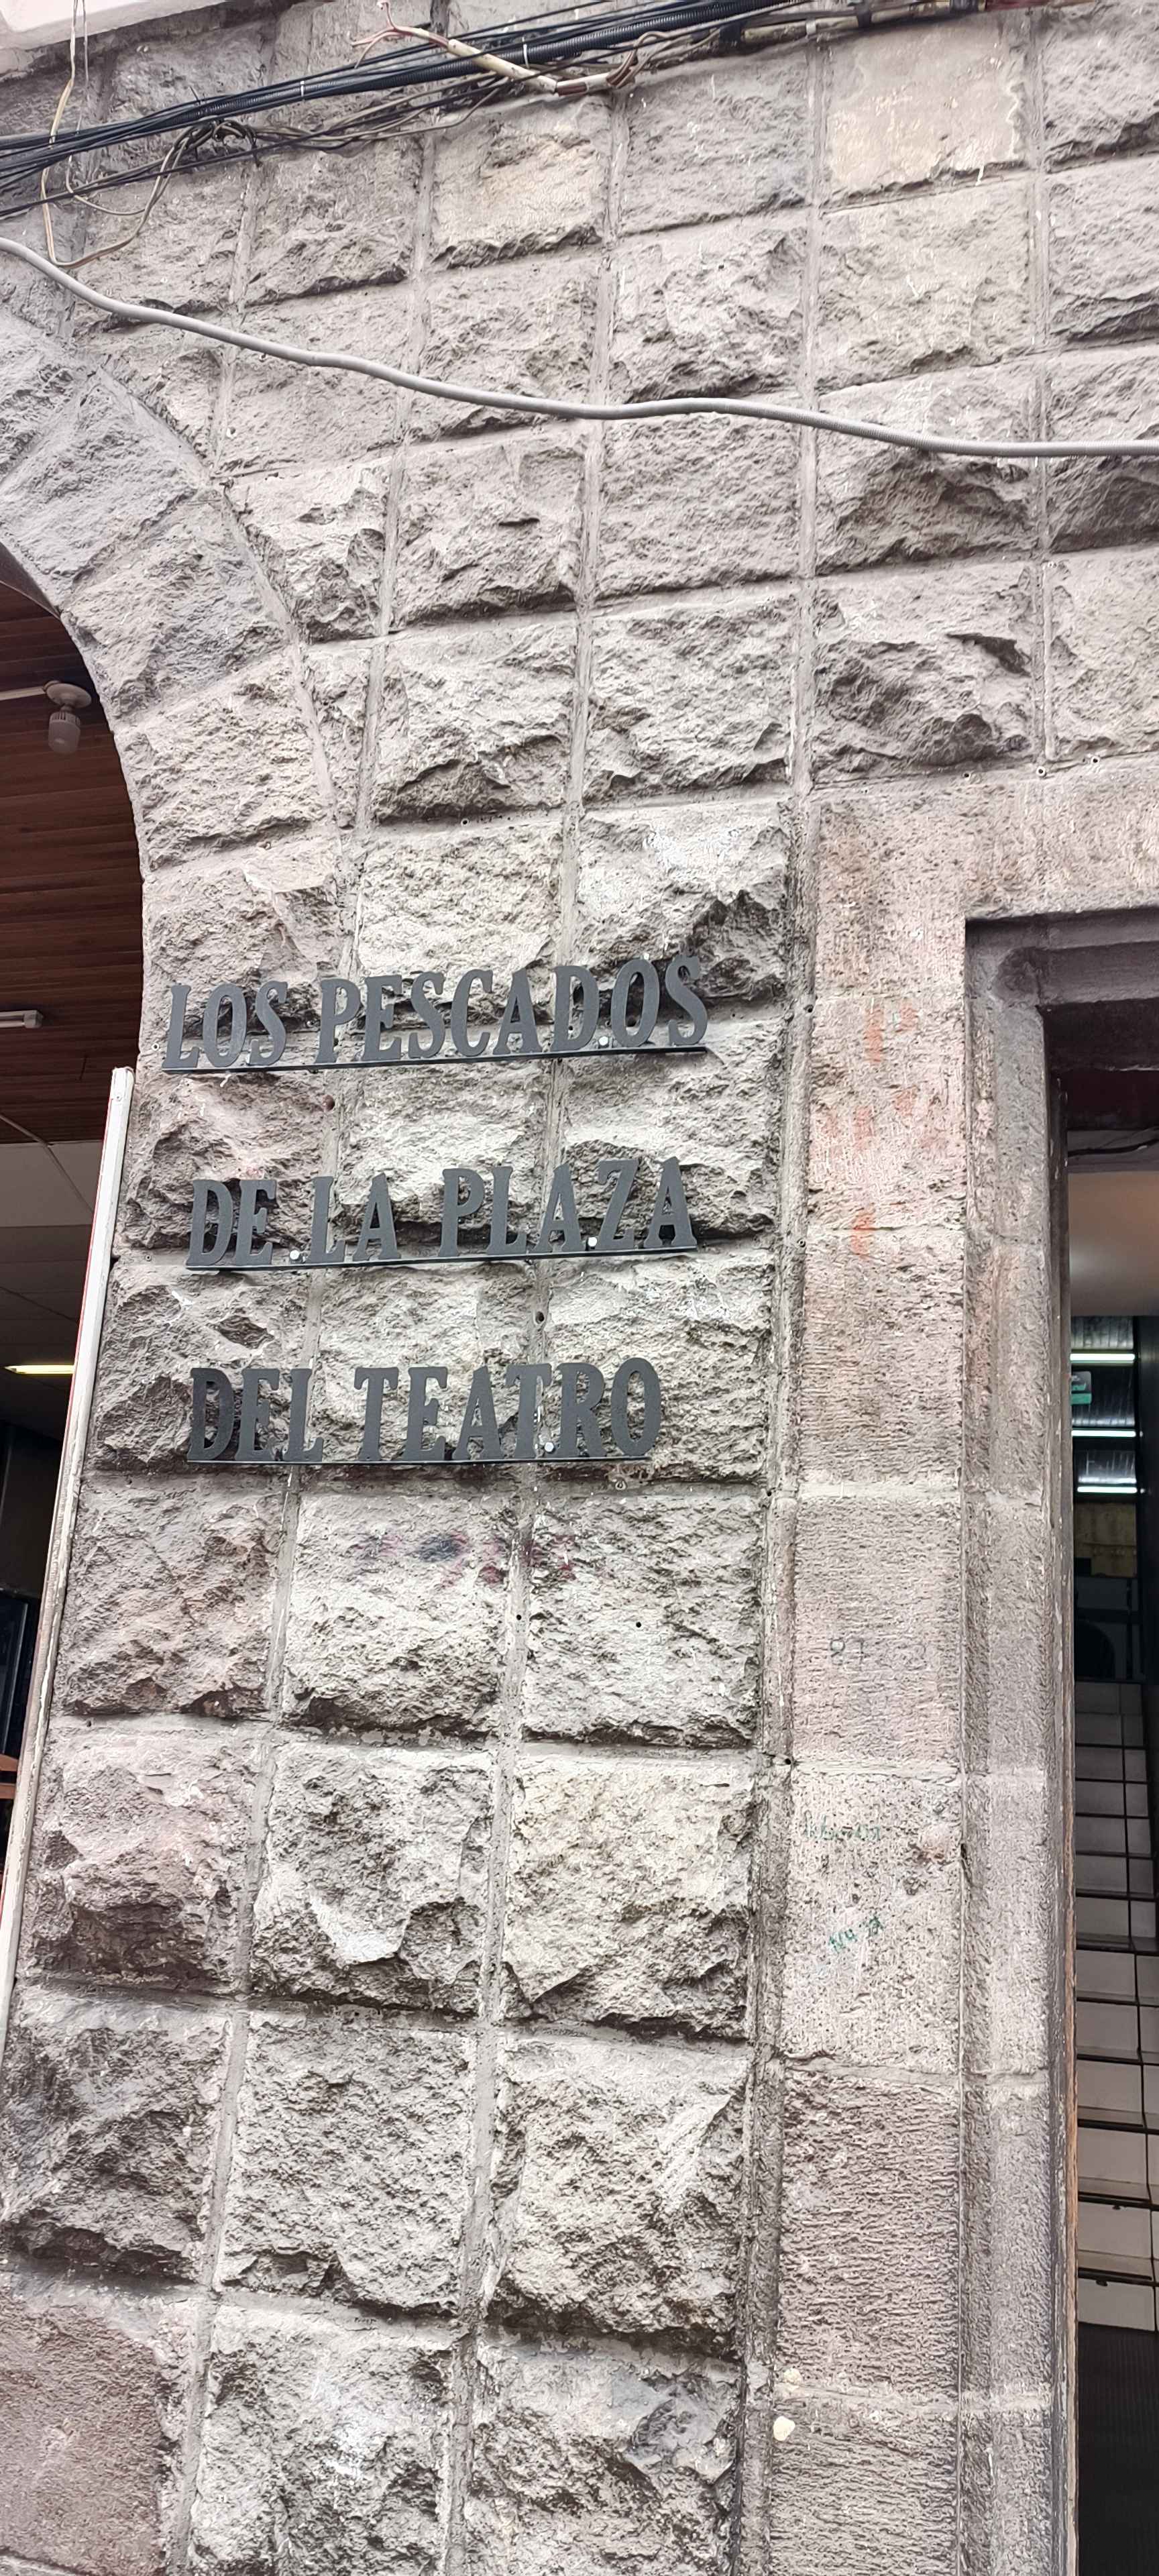 LOS PESCADOS
DE LA PLAZA
DEL TEATRO